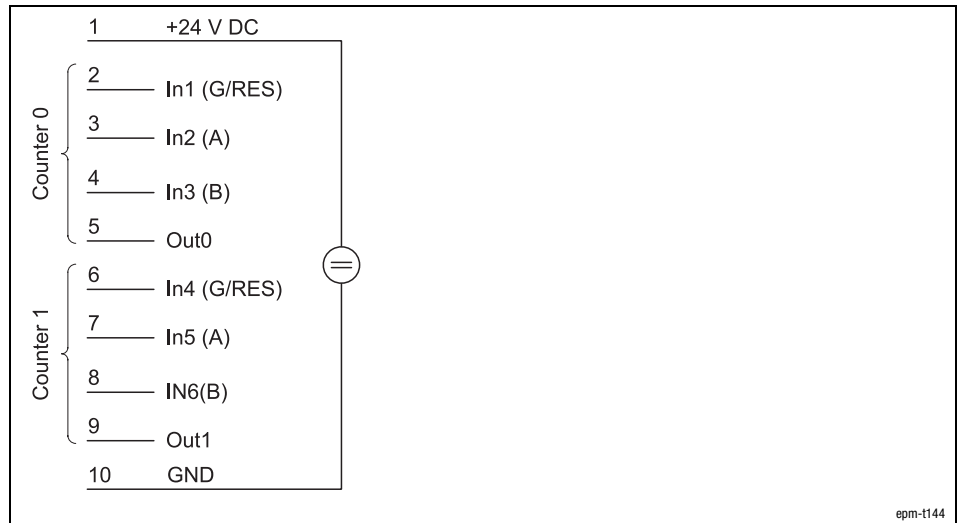 1 +24 V DC
Counter 0
2 In1 (G/RES)
3 In2 (A)
4 In3 (B)
5 Out0
Counter 1
6 In4 (G/RES)
7 In5 (A)
8 IN6(B)
9 Out1
10 GND
epm-t144